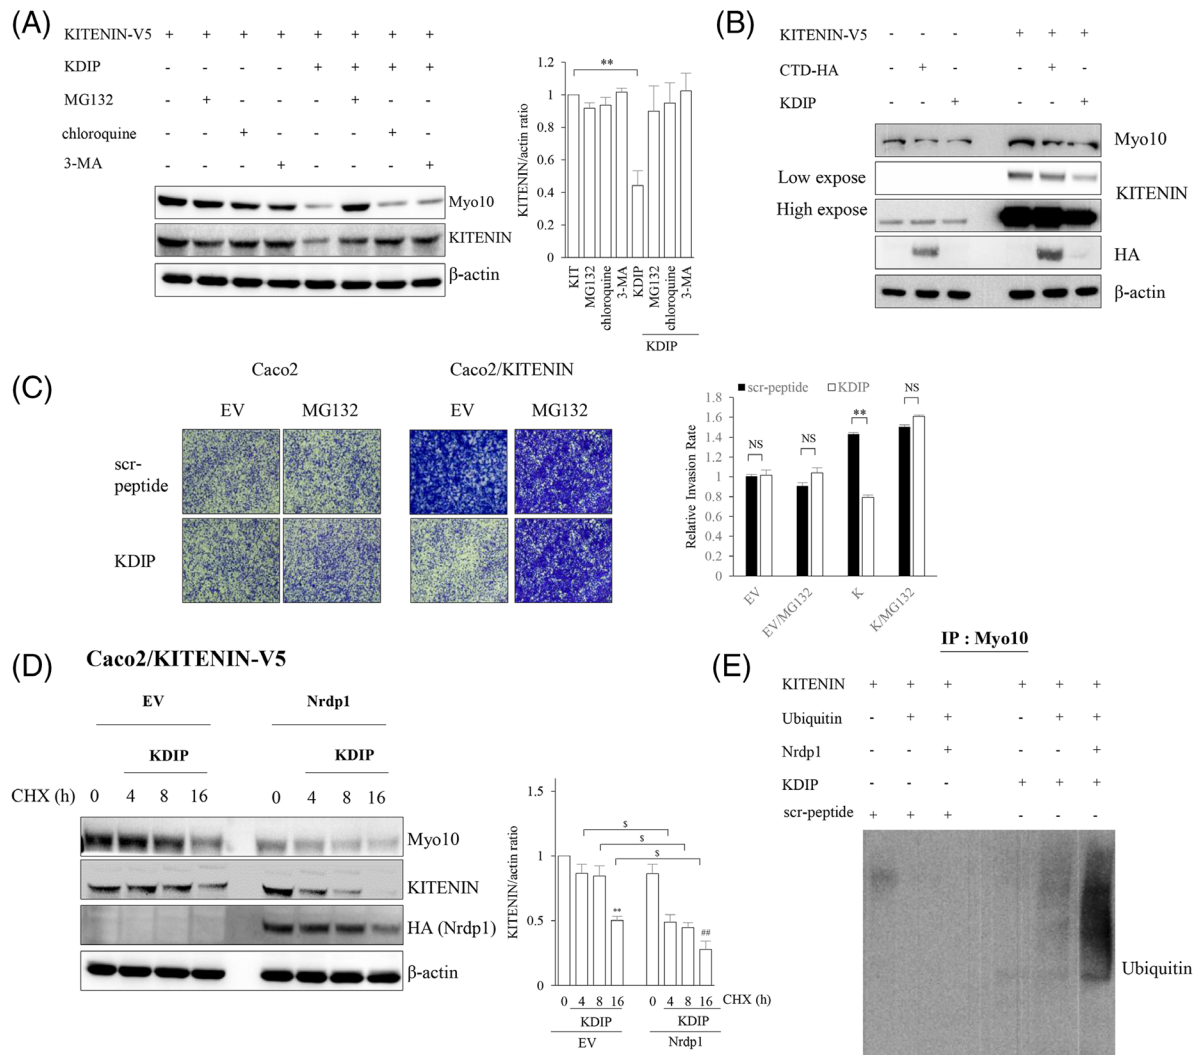 (A)
KITENIN-V5 + + + + + + + +
KDIP - - - - + + + +
MG132 - + - - - + - -
chloroquine - - + - - - + -
3-MA - - - + - - - +
Myo10
KITENIN
β-actin
KITENIN/actin ratio
1.2
1
0.8
0.6
0.4
0.2
0
**
KIT
MG132
chloroquine
3-MA
KDIP
MG132
chloroquine
3-MA
KDIP
(B)
KITENIN-V5 - - - + + +
CTD-HA - + - - + -
KDIP - - + - - +
Myo10
Low expose
KITENIN
High expose
HA
β-actin
(C)
Caco2 Caco2/KITENIN
EV MG132 EV MG132
scr-
peptide
KDIP
scr-peptide KDIP
Relative Invasion Rate
1.8
1.6
1.4
1.2
1
0.8
0.6
0.4
0.2
0
NS
NS
**
NS
EV
EV/MG132
K
K/MG132
(D)
Caco2/KITENIN-V5
EV Nrdp1
KDIP KDIP
CHX (h) 0 4 8 16 0 4 8 16
Myo10
KITENIN
HA (Nrdp1)
β-actin
KITENIN/actin ratio
1.5
1
0.5
0
$
$
$
**
##
0 4 8 16 0 4 8 16 CHX (h)
KDIP KDIP
EV Nrdp1
(E)
IP : Myo10
KITENIN + + + + + +
Ubiquitin - + + - + +
Nrdp1 - - + - - +
KDIP - - - + + +
scr-peptide + + + - - -
Ubiquitin